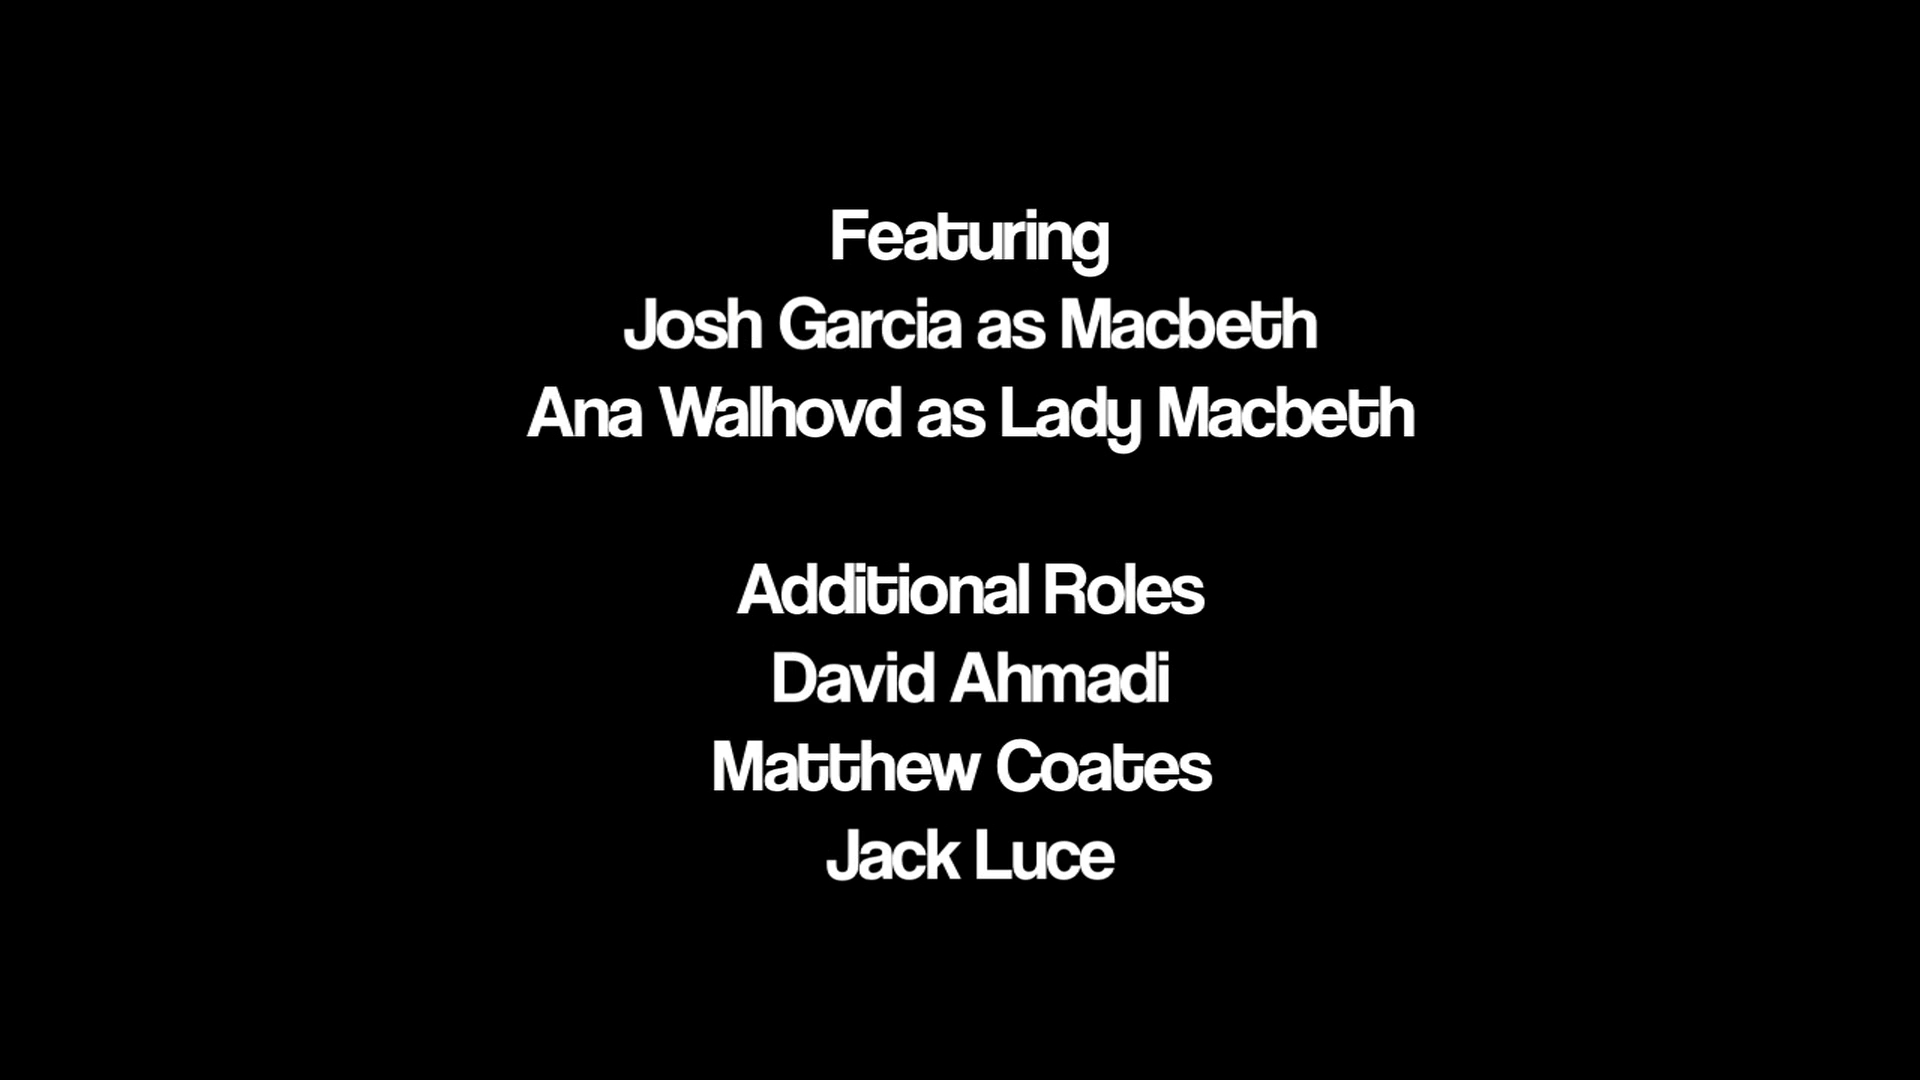 Featuring
Josh Garcia as Macbeth
Ana Walhovd as Lady Macbeth
Additional Roles
David Ahmadi
Matthew Coates
Jack Luce